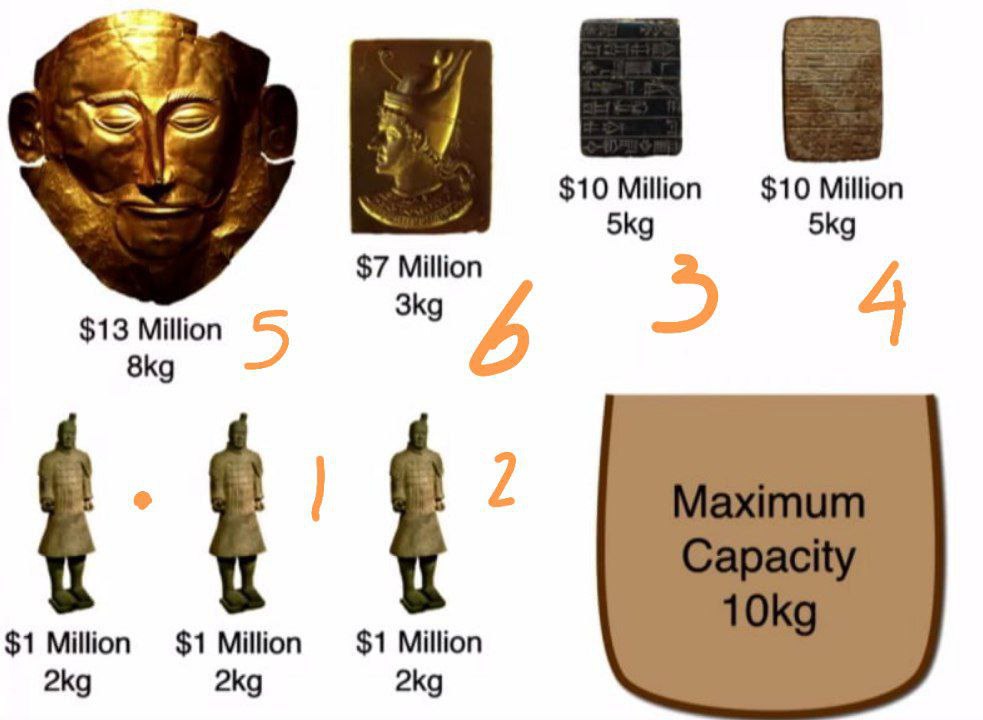 $10 Million
5kg
$10 Million
5kg
$7 Million
3kg
$13 Million
8kg
5
6
3
4
1
2
Maximum
Capacity
10kg
$1 Million
2kg
$1 Million
2kg
$1 Million
2kg